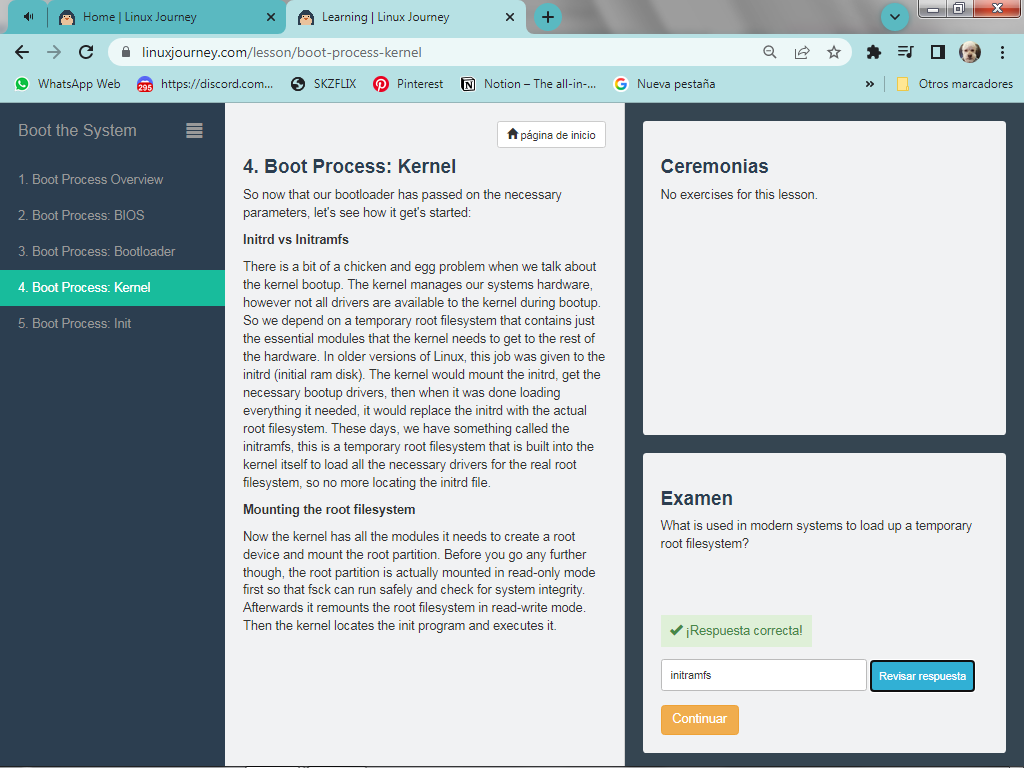 Home | Linux Journey
Learning | Linux Journey
linuxjourney.com/lesson/boot-process-kernel
WhatsApp Web
295
https://discord.com...
SKZFLIX
Pinterest
Notion – The all-in-...
Nueva pestaña
»
Otros marcadores
Boot the System
1. Boot Process Overview
2. Boot Process: BIOS
3. Boot Process: Bootloader
4. Boot Process: Kernel
5. Boot Process: Init
página de inicio
4. Boot Process: Kernel
So now that our bootloader has passed on the necessary
parameters, let's see how it get's started:
Initrd vs Initramfs
There is a bit of a chicken and egg problem when we talk about
the kernel bootup. The kernel manages our systems hardware,
however not all drivers are available to the kernel during bootup.
So we depend on a temporary root filesystem that contains just
the essential modules that the kernel needs to get to the rest of
the hardware. In older versions of Linux, this job was given to the
initrd (initial ram disk). The kernel would mount the initrd, get the
necessary bootup drivers, then when it was done loading
everything it needed, it would replace the initrd with the actual
root filesystem. These days, we have something called the
initramfs, this is a temporary root filesystem that is built into the
kernel itself to load all the necessary drivers for the real root
filesystem, so no more locating the initrd file.
Mounting the root filesystem
Now the kernel has all the modules it needs to create a root
device and mount the root partition. Before you go any further
though, the root partition is actually mounted in read-only mode
first so that fsck can run safely and check for system integrity.
Afterwards it remounts the root filesystem in read-write mode.
Then the kernel locates the init program and executes it.
Ceremonias
No exercises for this lesson.
Examen
What is used in modern systems to load up a temporary
root filesystem?
¡Respuesta correcta!
initramfs
Revisar respuesta
Continuar